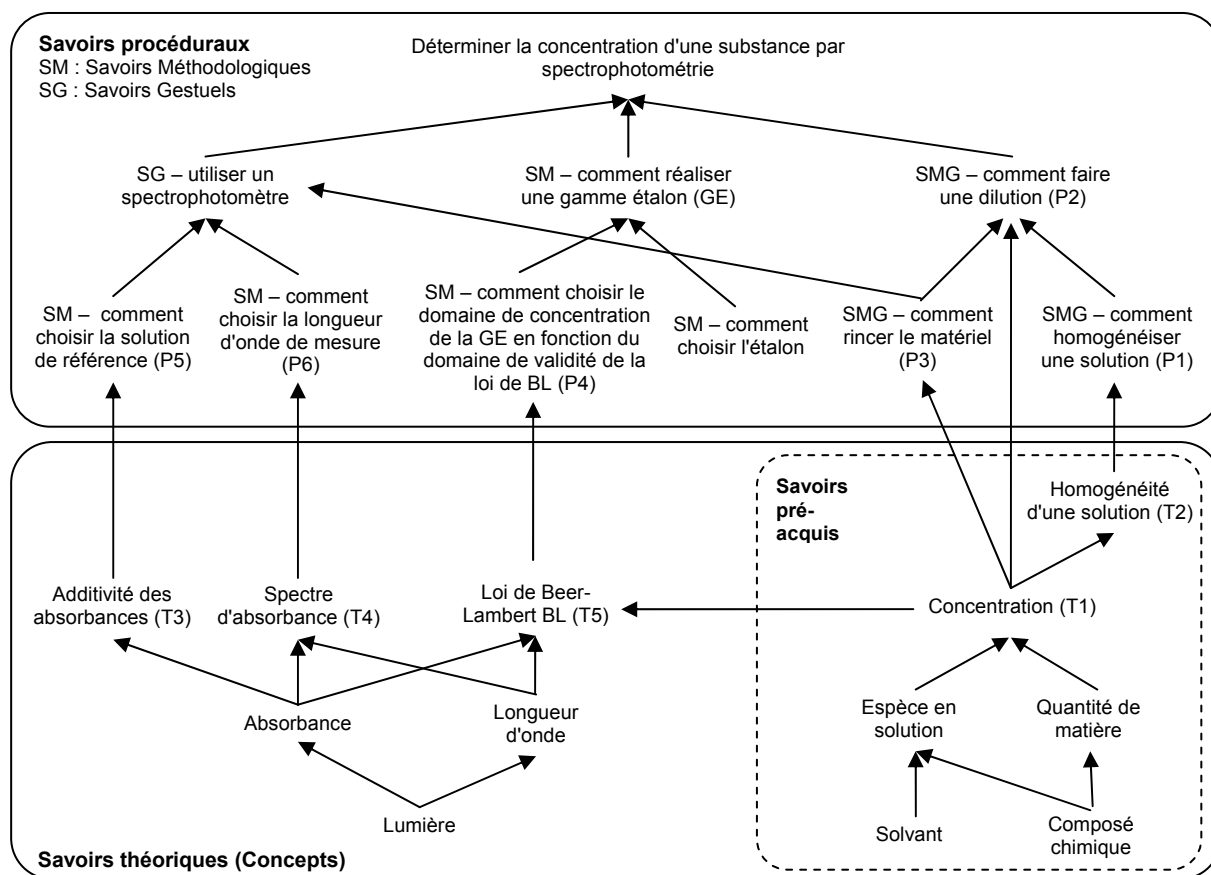 Savoirs procéduraux
SM : Savoirs Méthodologiques
SG : Savoirs Gestuels
Déterminer la concentration d'une substance par
spectrophotométrie
SG – utiliser un
spectrophotomètre
SM – comment réaliser
une gamme étalon (GE)
SMG – comment faire
une dilution (P2)
SM – comment
choisir la solution
de référence (P5)
SM – comment
choisir la longueur
d'onde de mesure
(P6)
SM – comment choisir le
domaine de concentration
de la GE en fonction du
domaine de validité de la
loi de BL (P4)
SM – comment
choisir l'étalon
SMG – comment
rincer le matériel
(P3)
SMG – comment
homogénéiser
une solution (P1)
Savoirs
pré-
acquis
Homogénéité
d'une solution (T2)
Additivité des
absorbances (T3)
Spectre
d'absorbance (T4)
Loi de Beer-
Lambert BL (T5)
Concentration (T1)
Absorbance
Longueur
d'onde
Espèce en
solution
Quantité de
matière
Lumière
Solvant
Composé
chimique
Savoirs théoriques (Concepts)